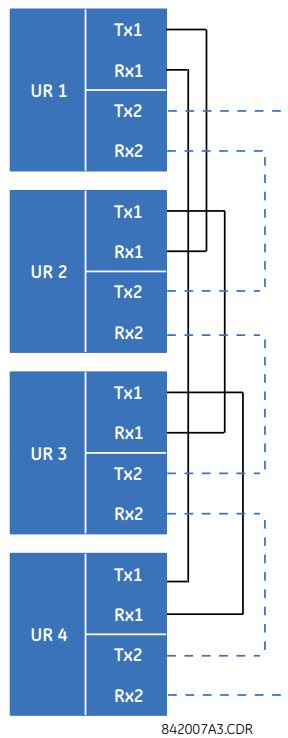 UR 1
Tx1
Rx1
Tx2
Rx2
UR 2
Tx1
Rx1
Tx2
Rx2
UR 3
Tx1
Rx1
Tx2
Rx2
UR 4
Tx1
Rx1
Tx2
Rx2
842007A3.CDR